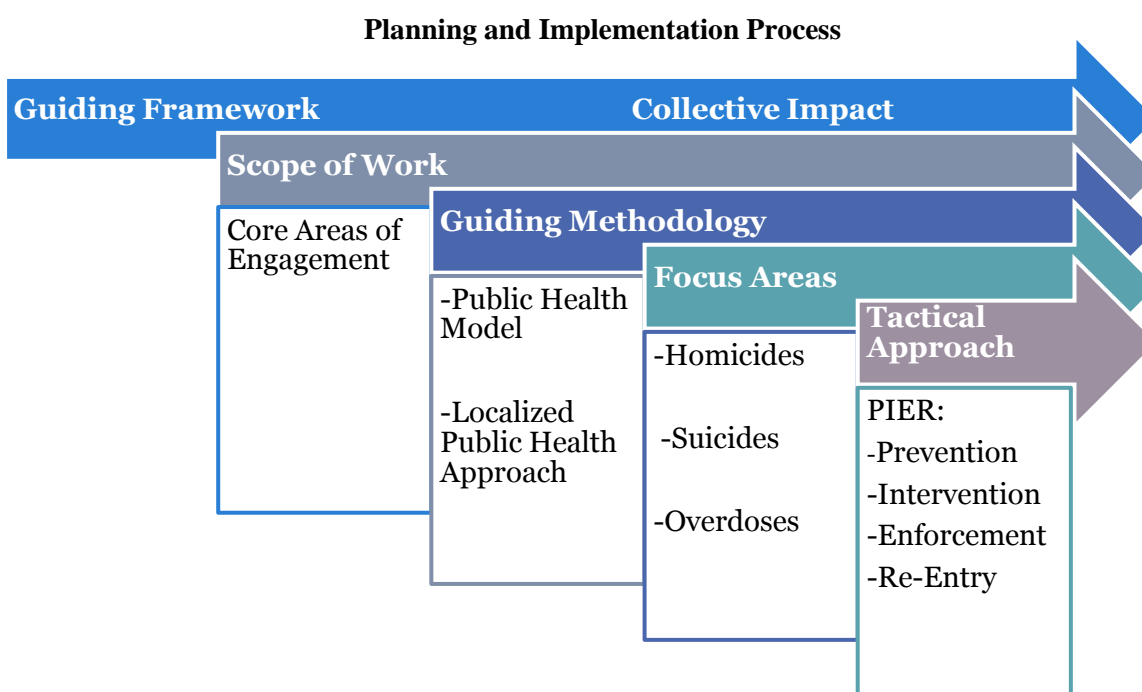 Planning and Implementation Process
Guiding Framework
Collective Impact
Scope of Work
Core Areas of
Engagement
Guiding Methodology
-Public Health
Model
-Localized
Public Health
Approach
Focus Areas
-Homicides
-Suicides
-Overdoses
Tactical
Approach
PIER:
-Prevention
-Intervention
-Enforcement
-Re-Entry